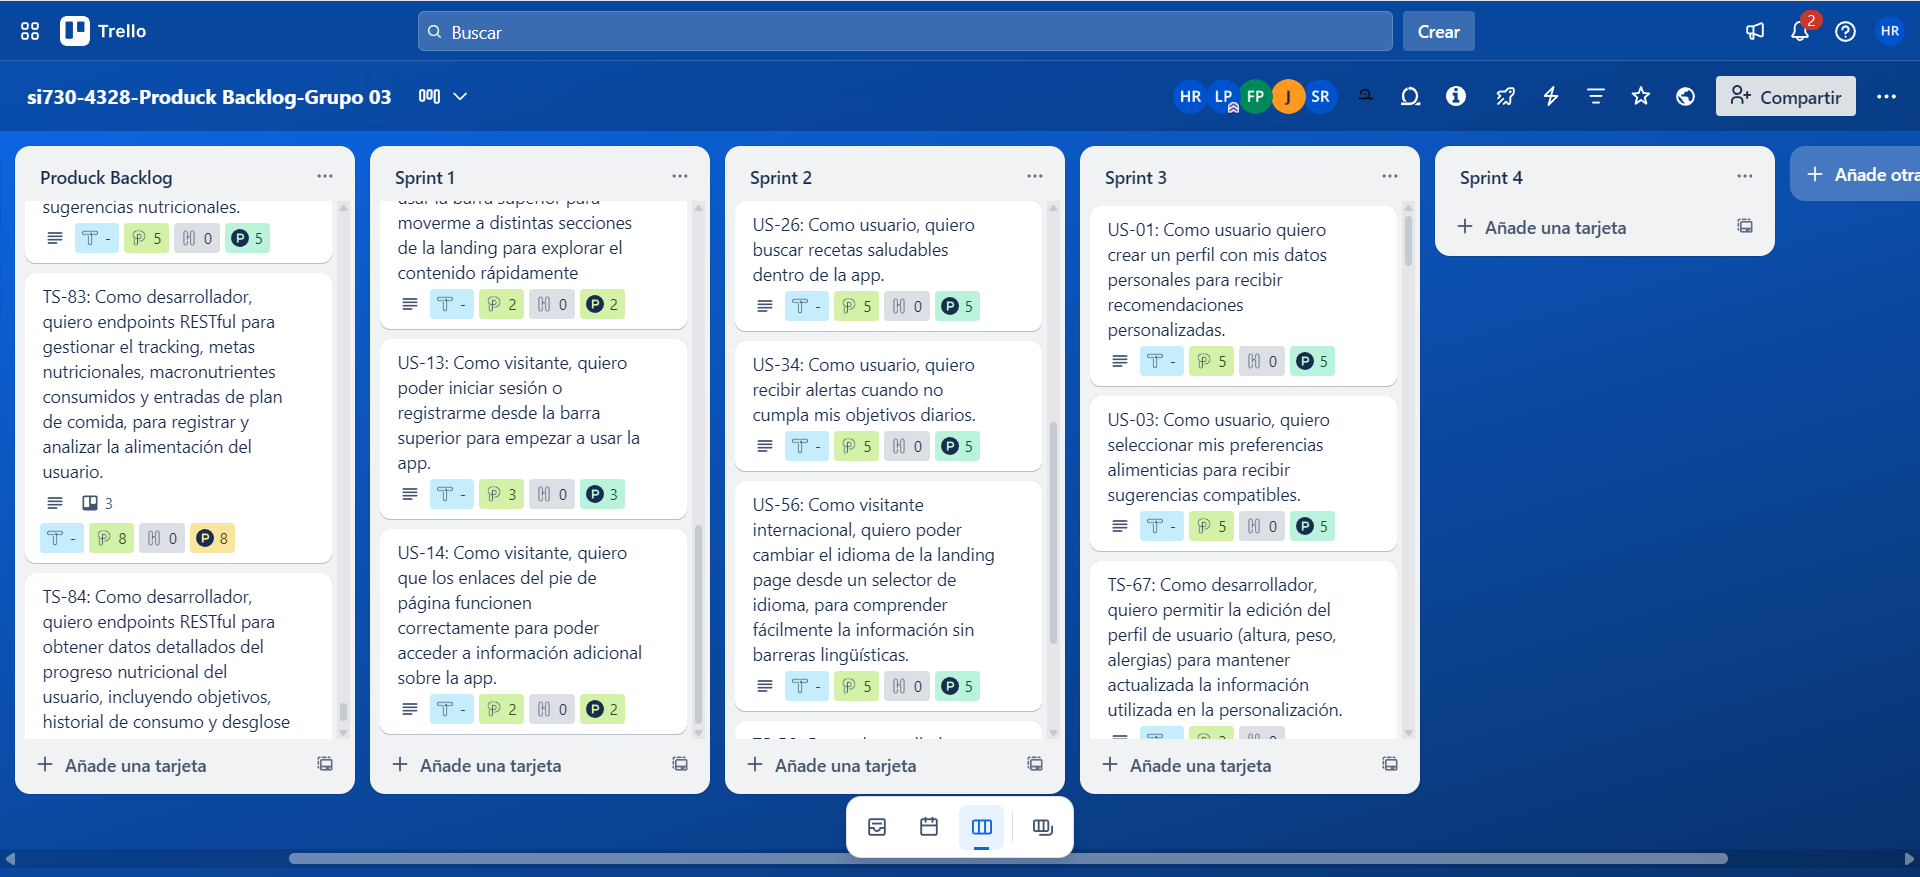 Trello
Buscar
Crear
2
HR
si730-4328-Produck Backlog-Grupo 03
HR
LP
FP
J
SR
Compartir
Produck Backlog
sugerencias nutricionales.
T - P 5 H 0 P 5
TS-83: Como desarrollador,
quiero endpoints RESTful para
gestionar el tracking, metas
nutricionales, macronutrientes
consumidos y entradas de plan
de comida, para registrar y
analizar la alimentación del
usuario.
3
T - P 8 H 0 P 8
TS-84: Como desarrollador,
quiero endpoints RESTful para
obtener datos detallados del
progreso nutricional del
usuario, incluyendo objetivos,
historial de consumo y desglose
Añade una tarjeta
Sprint 1
usar la barra superior para
moverme a distintas secciones
de la landing para explorar el
contenido rápidamente
T - P 2 H 0 P 2
US-13: Como visitante, quiero
poder iniciar sesión o
registrarme desde la barra
superior para empezar a usar la
app.
T - P 3 H 0 P 3
US-14: Como visitante, quiero
que los enlaces del pie de
página funcionen
correctamente para poder
acceder a información adicional
sobre la app.
T - P 2 H 0 P 2
Añade una tarjeta
Sprint 2
US-26: Como usuario, quiero
buscar recetas saludables
dentro de la app.
T - P 5 H 0 P 5
US-34: Como usuario, quiero
recibir alertas cuando no
cumpla mis objetivos diarios.
T - P 5 H 0 P 5
US-56: Como visitante
internacional, quiero poder
cambiar el idioma de la landing
page desde un selector de
idioma, para comprender
fácilmente la información sin
barreras lingüísticas.
T - P 5 H 0 P 5
Añade una tarjeta
Sprint 3
US-01: Como usuario quiero
crear un perfil con mis datos
personales para recibir
recomendaciones
personalizadas.
T - P 5 H 0 P 5
US-03: Como usuario, quiero
seleccionar mis preferencias
alimenticias para recibir
sugerencias compatibles.
T - P 5 H 0 P 5
TS-67: Como desarrollador,
quiero permitir la edición del
perfil de usuario (altura, peso,
alergias) para mantener
actualizada la información
utilizada en la personalización.
Añade una tarjeta
Sprint 4
Añade una tarjeta
Añade otra